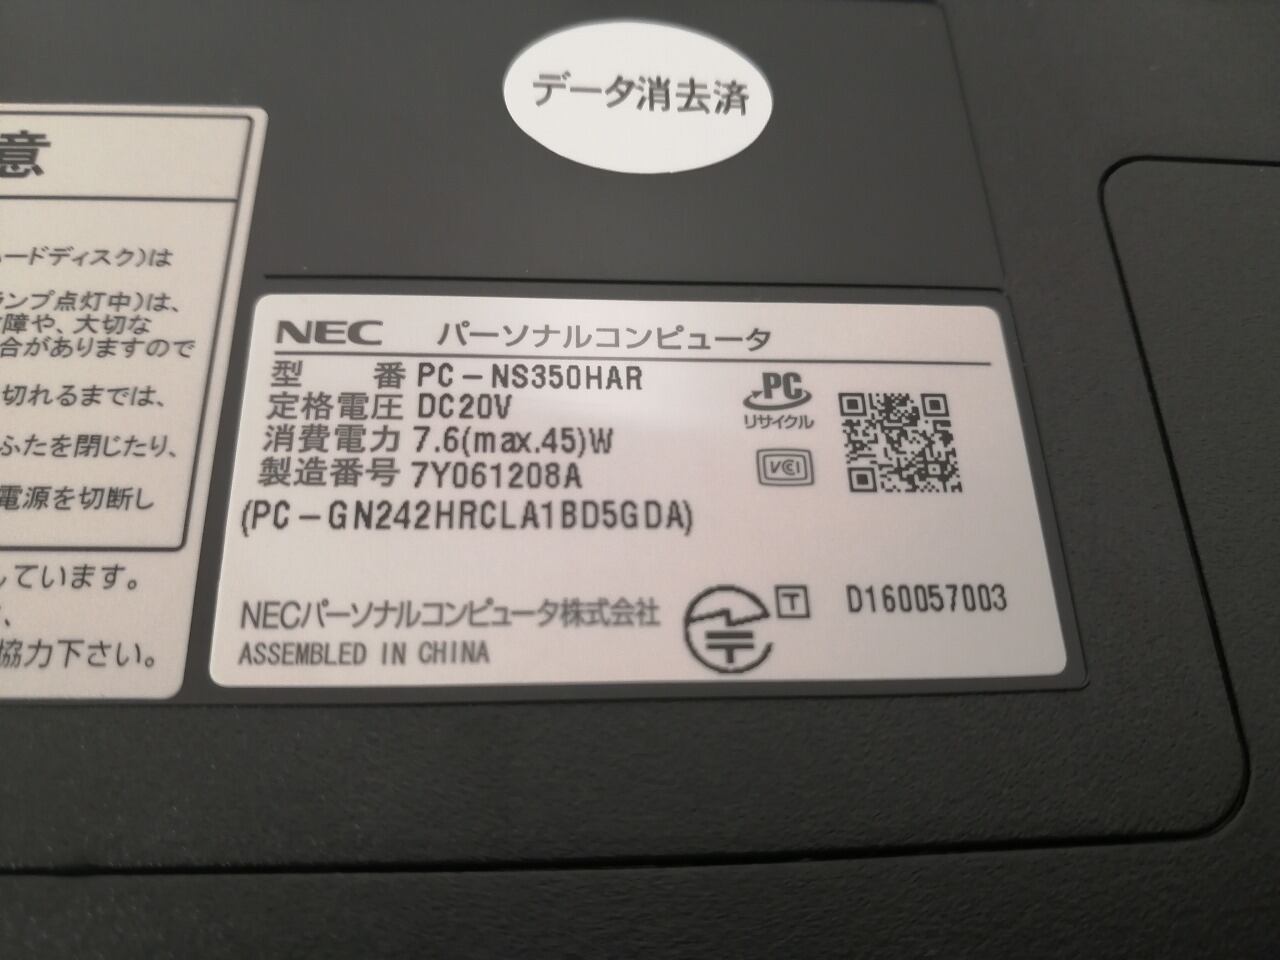 データ消去済
意
ードディスク)は
ンプ点灯中)は、
障や、大切な
合がありますので
切れるまでは、
ふたを閉じたり、
電源を切断し
しています。
、
協力下さい。
NEC パーソナルコンピュータ
型 番 PC-NS350HAR
定格電圧 DC20V
消費電力 7.6(max.45)W
製造番号 7Y061208A
(PC-GN242HRCLA1BD5GDA)
PC
リサイクル
VCCI
NECパーソナルコンピュータ株式会社
ASSEMBLED IN CHINA
T D160057003